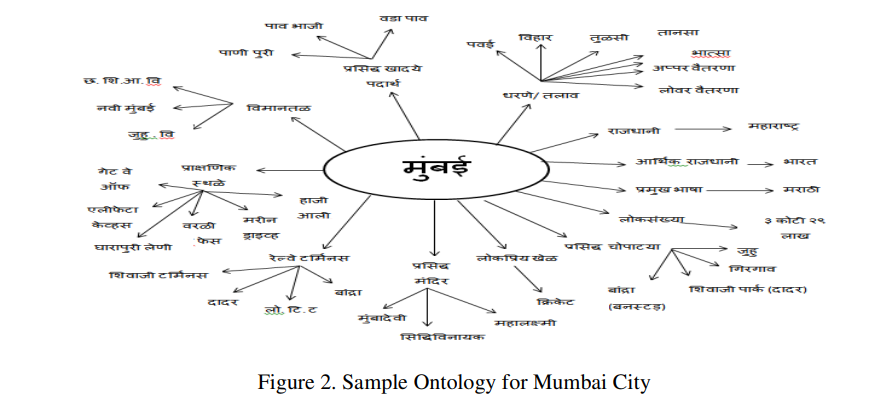 वडा पाव
पाव भाजी
पाणी पुरी
प्रसिद्ध खादये
पदार्थ
पवई
विहार
तुळसी
तानसा
भात्सा
अप्पर वैतरणा
लोवर वैतरणा
धरणे/ तलाव
छ. शि.आ. वि
नवी मुंबई
जुहू . वि
विमानतळ
राजधानी
महाराष्ट्र
आर्थिक राजधानी
भारत
प्रमुख भाषा
मराठी
लोकसंख्या
३ कोटी २९
लाख
मुंबई
प्राक्षणिक
स्थळे
गेट वे
ऑफ
एलीफेटा
केव्हस
घारापुरी लेणी
वरळी
फेस
मरीन
ड्राइव्ह
हाजी
आली
रेल्वे टर्मिनस
शिवाजी टर्मिनस
दादर
लो. टि. ट
बांद्रा
प्रसिद्ध
मंदिर
मुंबादेवी
सिद्धिविनायक
महालक्ष्मी
लोकप्रिय खेळ
क्रिकेट
प्रसिद्ध चोपाटया
जुहु
गिरगाव
शिवाजी पार्क (दादर)
बांद्रा
(बनस्टड)
Figure 2. Sample Ontology for Mumbai City